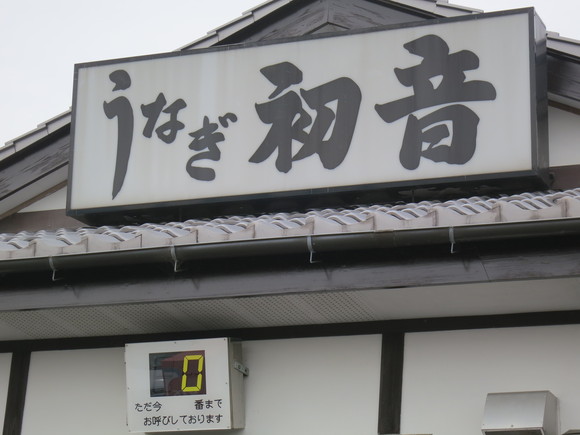 うなぎ 初音
0
ただ今 番まで
お呼びしております